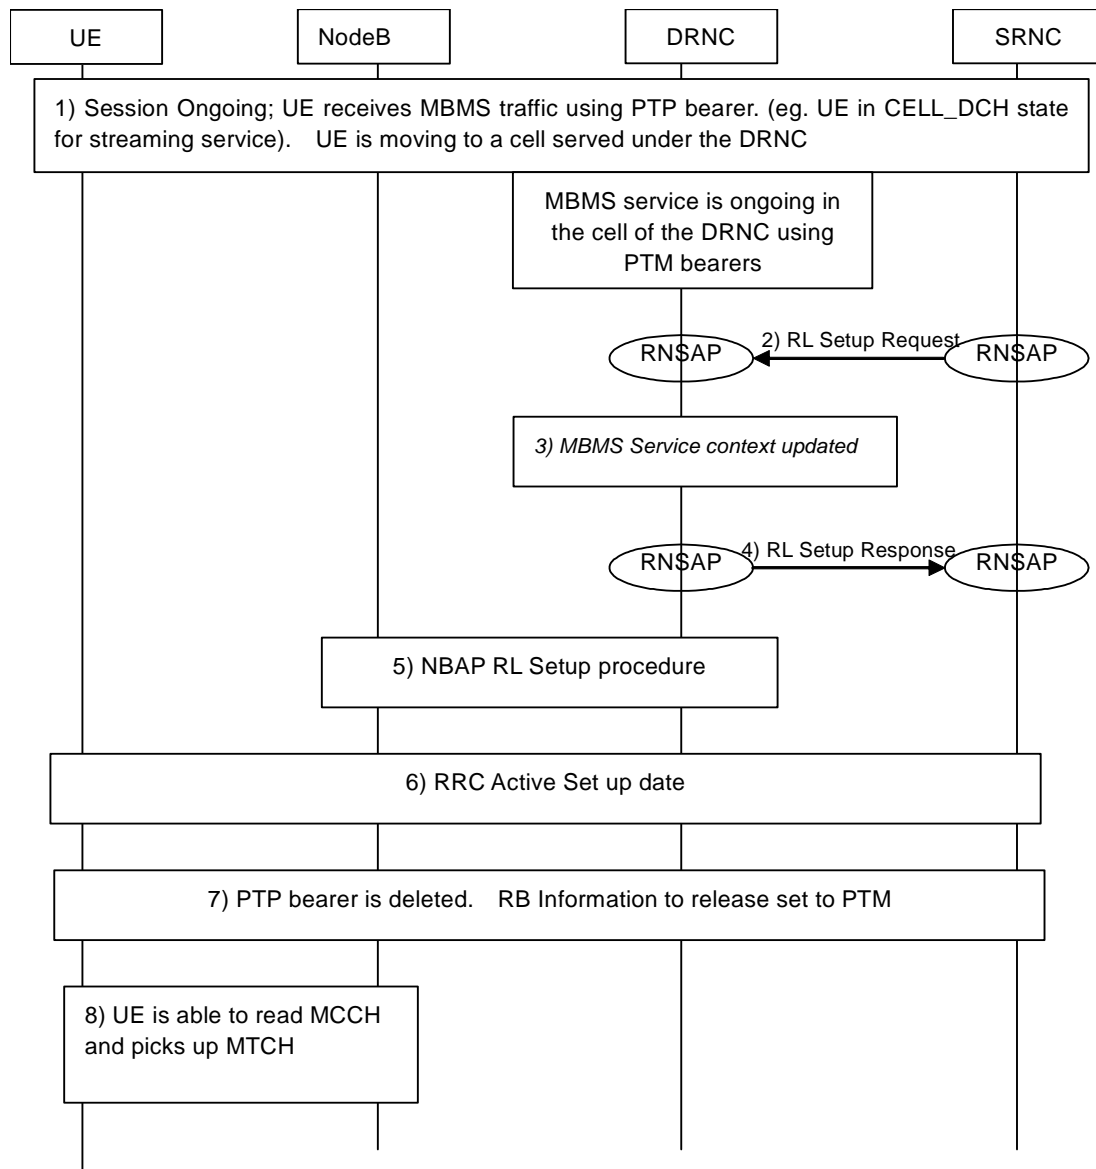 UE
NodeB
DRNC
SRNC
1) Session Ongoing; UE receives MBMS traffic using PTP bearer. (eg. UE in CELL_DCH state
for streaming service). UE is moving to a cell served under the DRNC
MBMS service is ongoing in
the cell of the DRNC using
PTM bearers
RNSAP
2) RL Setup Request
RNSAP
3) MBMS Service context updated
RNSAP
4) RL Setup Response
RNSAP
5) NBAP RL Setup procedure
6) RRC Active Set up date
7) PTP bearer is deleted. RB Information to release set to PTM
8) UE is able to read MCCH
and picks up MTCH